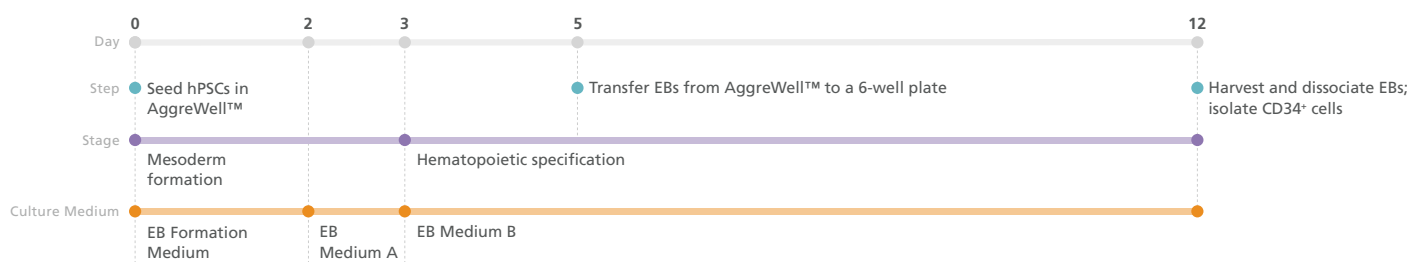 0 2 3 5 12
Day
Step Seed hPSCs in Transfer EBs from AggreWell™ to a 6-well plate Harvest and dissociate EBs;
AggreWell™ isolate CD34⁺ cells
Stage
Mesoderm Hematopoietic specification
formation
Culture Medium
EB Formation EB EB Medium B
Medium Medium A